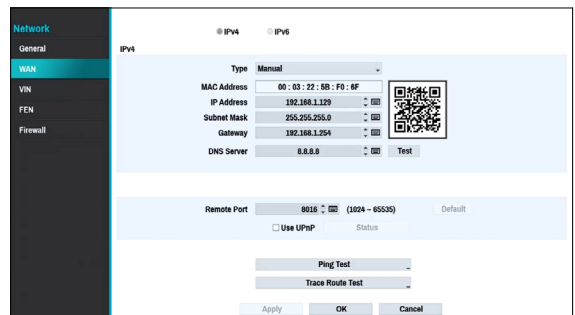 Network
IPv4 IPv6
General
IPv4
WAN
Type Manual
VIN
MAC Address 00 : 03 : 22 : 5B : F0 : 6F
IP Address 192.168.1.129
FEN
Subnet Mask 255.255.255.0
Firewall
Gateway 192.168.1.254
DNS Server 8.8.8.8 Test
Remote Port 8016 (1024 ~ 65535) Default
Use UPnP Status
Ping Test
Trace Route Test
Apply OK Cancel